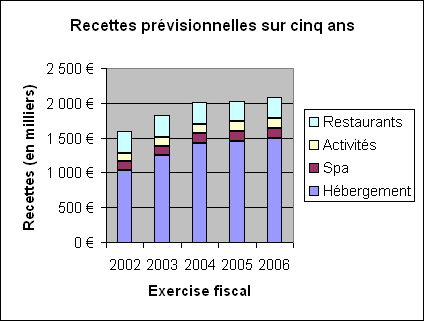 Recettes prévisionnelles sur cinq ans
Recettes (en milliers)
2 500 €
2 000 €
1 500 €
1 000 €
500 €
0 €
2002 2003 2004 2005 2006
Exercise fiscal
Restaurants
Activités
Spa
Hébergement